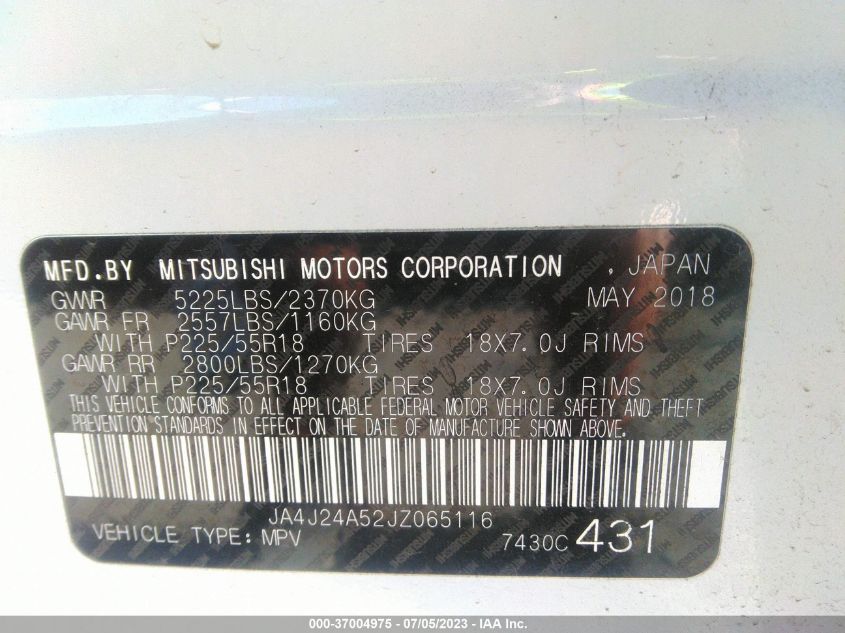 MFD.BY MITSUBISHI MOTORS CORPORATION , JAPAN
GVWR 5225LBS/2370KG MAY 2018
GAWR FR 2557LBS/1160KG
WITH P225/55R18 TIRES 18X7.0J RIMS
GAWR RR 2800LBS/1270KG
WITH P225/55R18 TIRES 18X7.0J RIMS
THIS VEHICLE CONFORMS TO ALL APPLICABLE FEDERAL MOTOR VEHICLE SAFETY AND THEFT
PREVENTION STANDARDS IN EFFECT ON THE DATE OF MANUFACTURE SHOWN ABOVE.
JA4J24A52JZ065116
VEHICLE TYPE: MPV 7430C 431
000-37004975 - 07/05/2023 - IAA Inc.